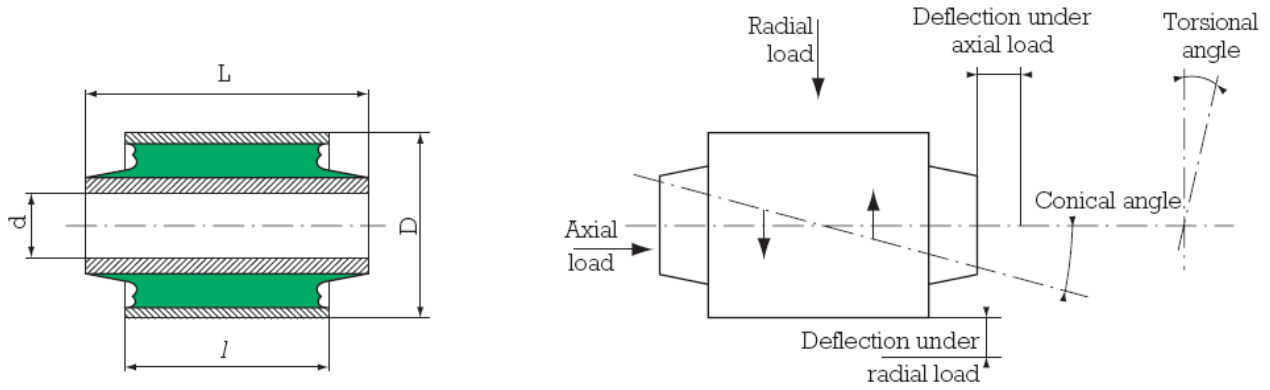 L
d
D
l
Radial
load
Deflection under
axial load
Torsional
angle
Axial
load
Conical angle
Deflection under
radial load